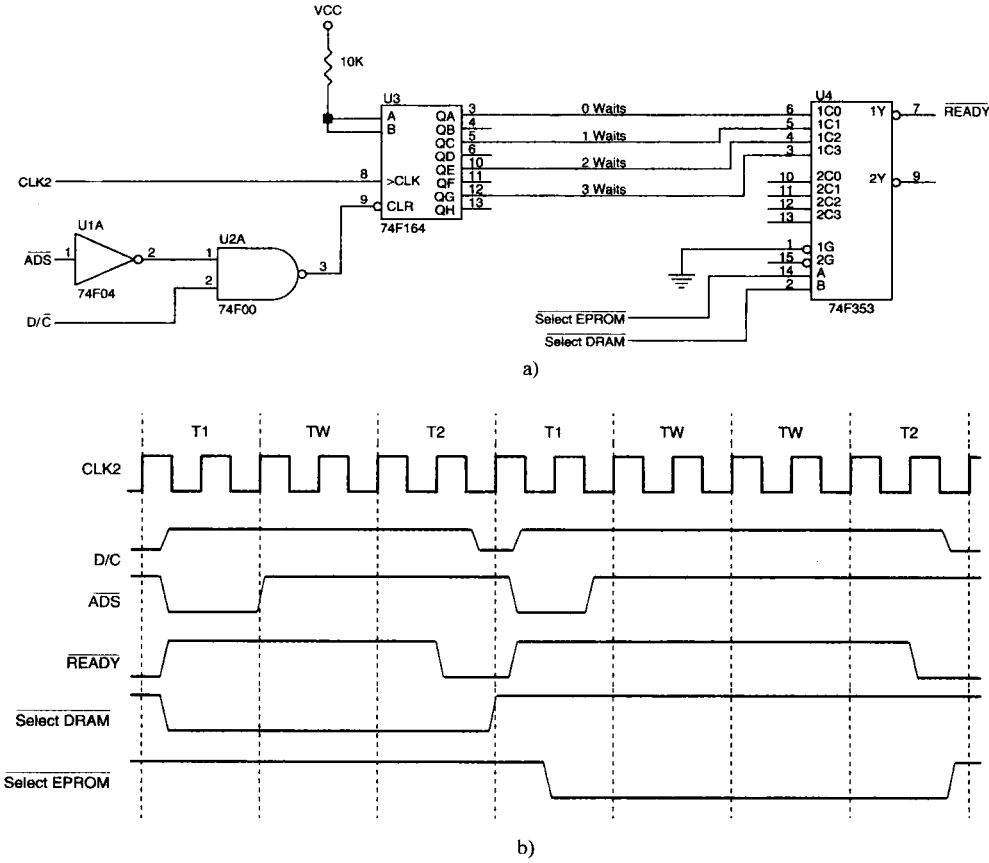 VCC
10K
U3
A
B
>CLK
CLR
QA
QB
QC
QD
QE
QF
QG
QH
3
4
5
6
10
11
12
13
8
9
74F164
0 Waits
1 Waits
2 Waits
3 Waits
U4
6
5
4
3
10
11
12
13
1
15
14
2
1C0
1C1
1C2
1C3
2C0
2C1
2C2
2C3
1G
2G
A
B
1Y
2Y
7
9
READY
74F353
CLK2
ADS
1
U1A
2
74F04
U2A
1
2
3
74F00
D/C
Select EPROM
Select DRAM
a)
T1 TW T2 T1 TW TW T2
CLK2
D/C
ADS
READY
Select DRAM
Select EPROM
b)